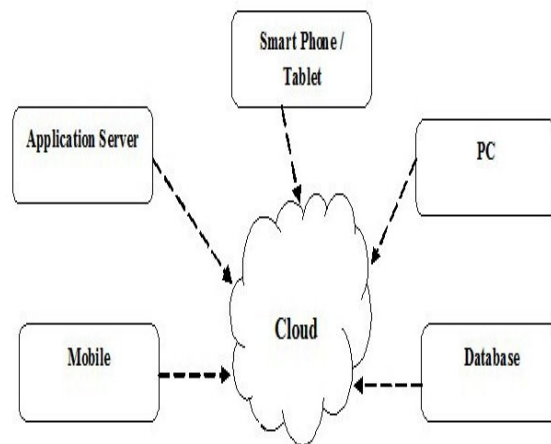 Smart Phone /
Tablet
Application Server
PC
Cloud
Mobile
Database